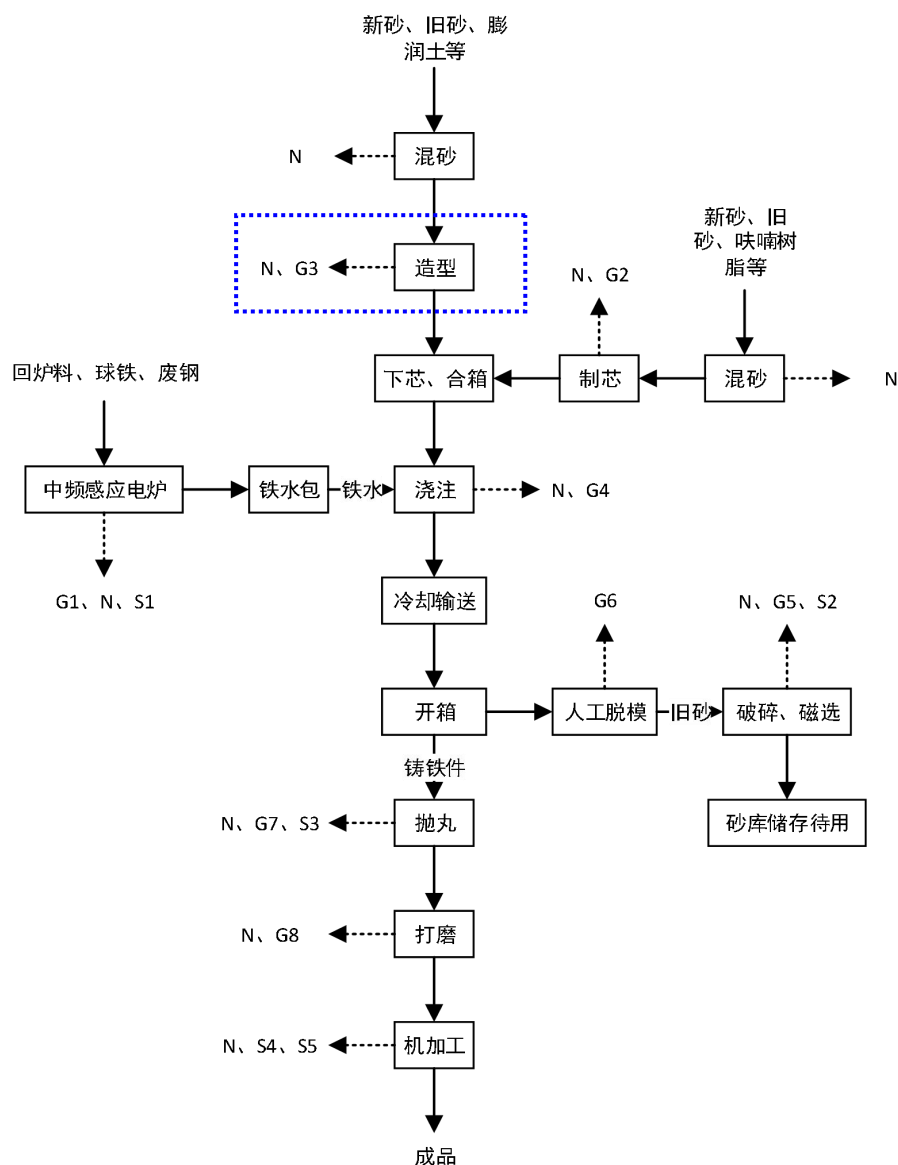 新砂、旧砂、膨
润土等
N
混砂
新砂、旧
砂、呋喃树
脂等
N、G3
造型
N、G2
回炉料、球铁、废钢
下芯、合箱
制芯
混砂
N
中频感应电炉
铁水包
铁水
浇注
N、G4
G1、N、S1
冷却输送
G6
N、G5、S2
开箱
人工脱模
旧砂
破碎、磁选
铸铁件
N、G7、S3
抛丸
砂库储存待用
N、G8
打磨
N、S4、S5
机加工
成品